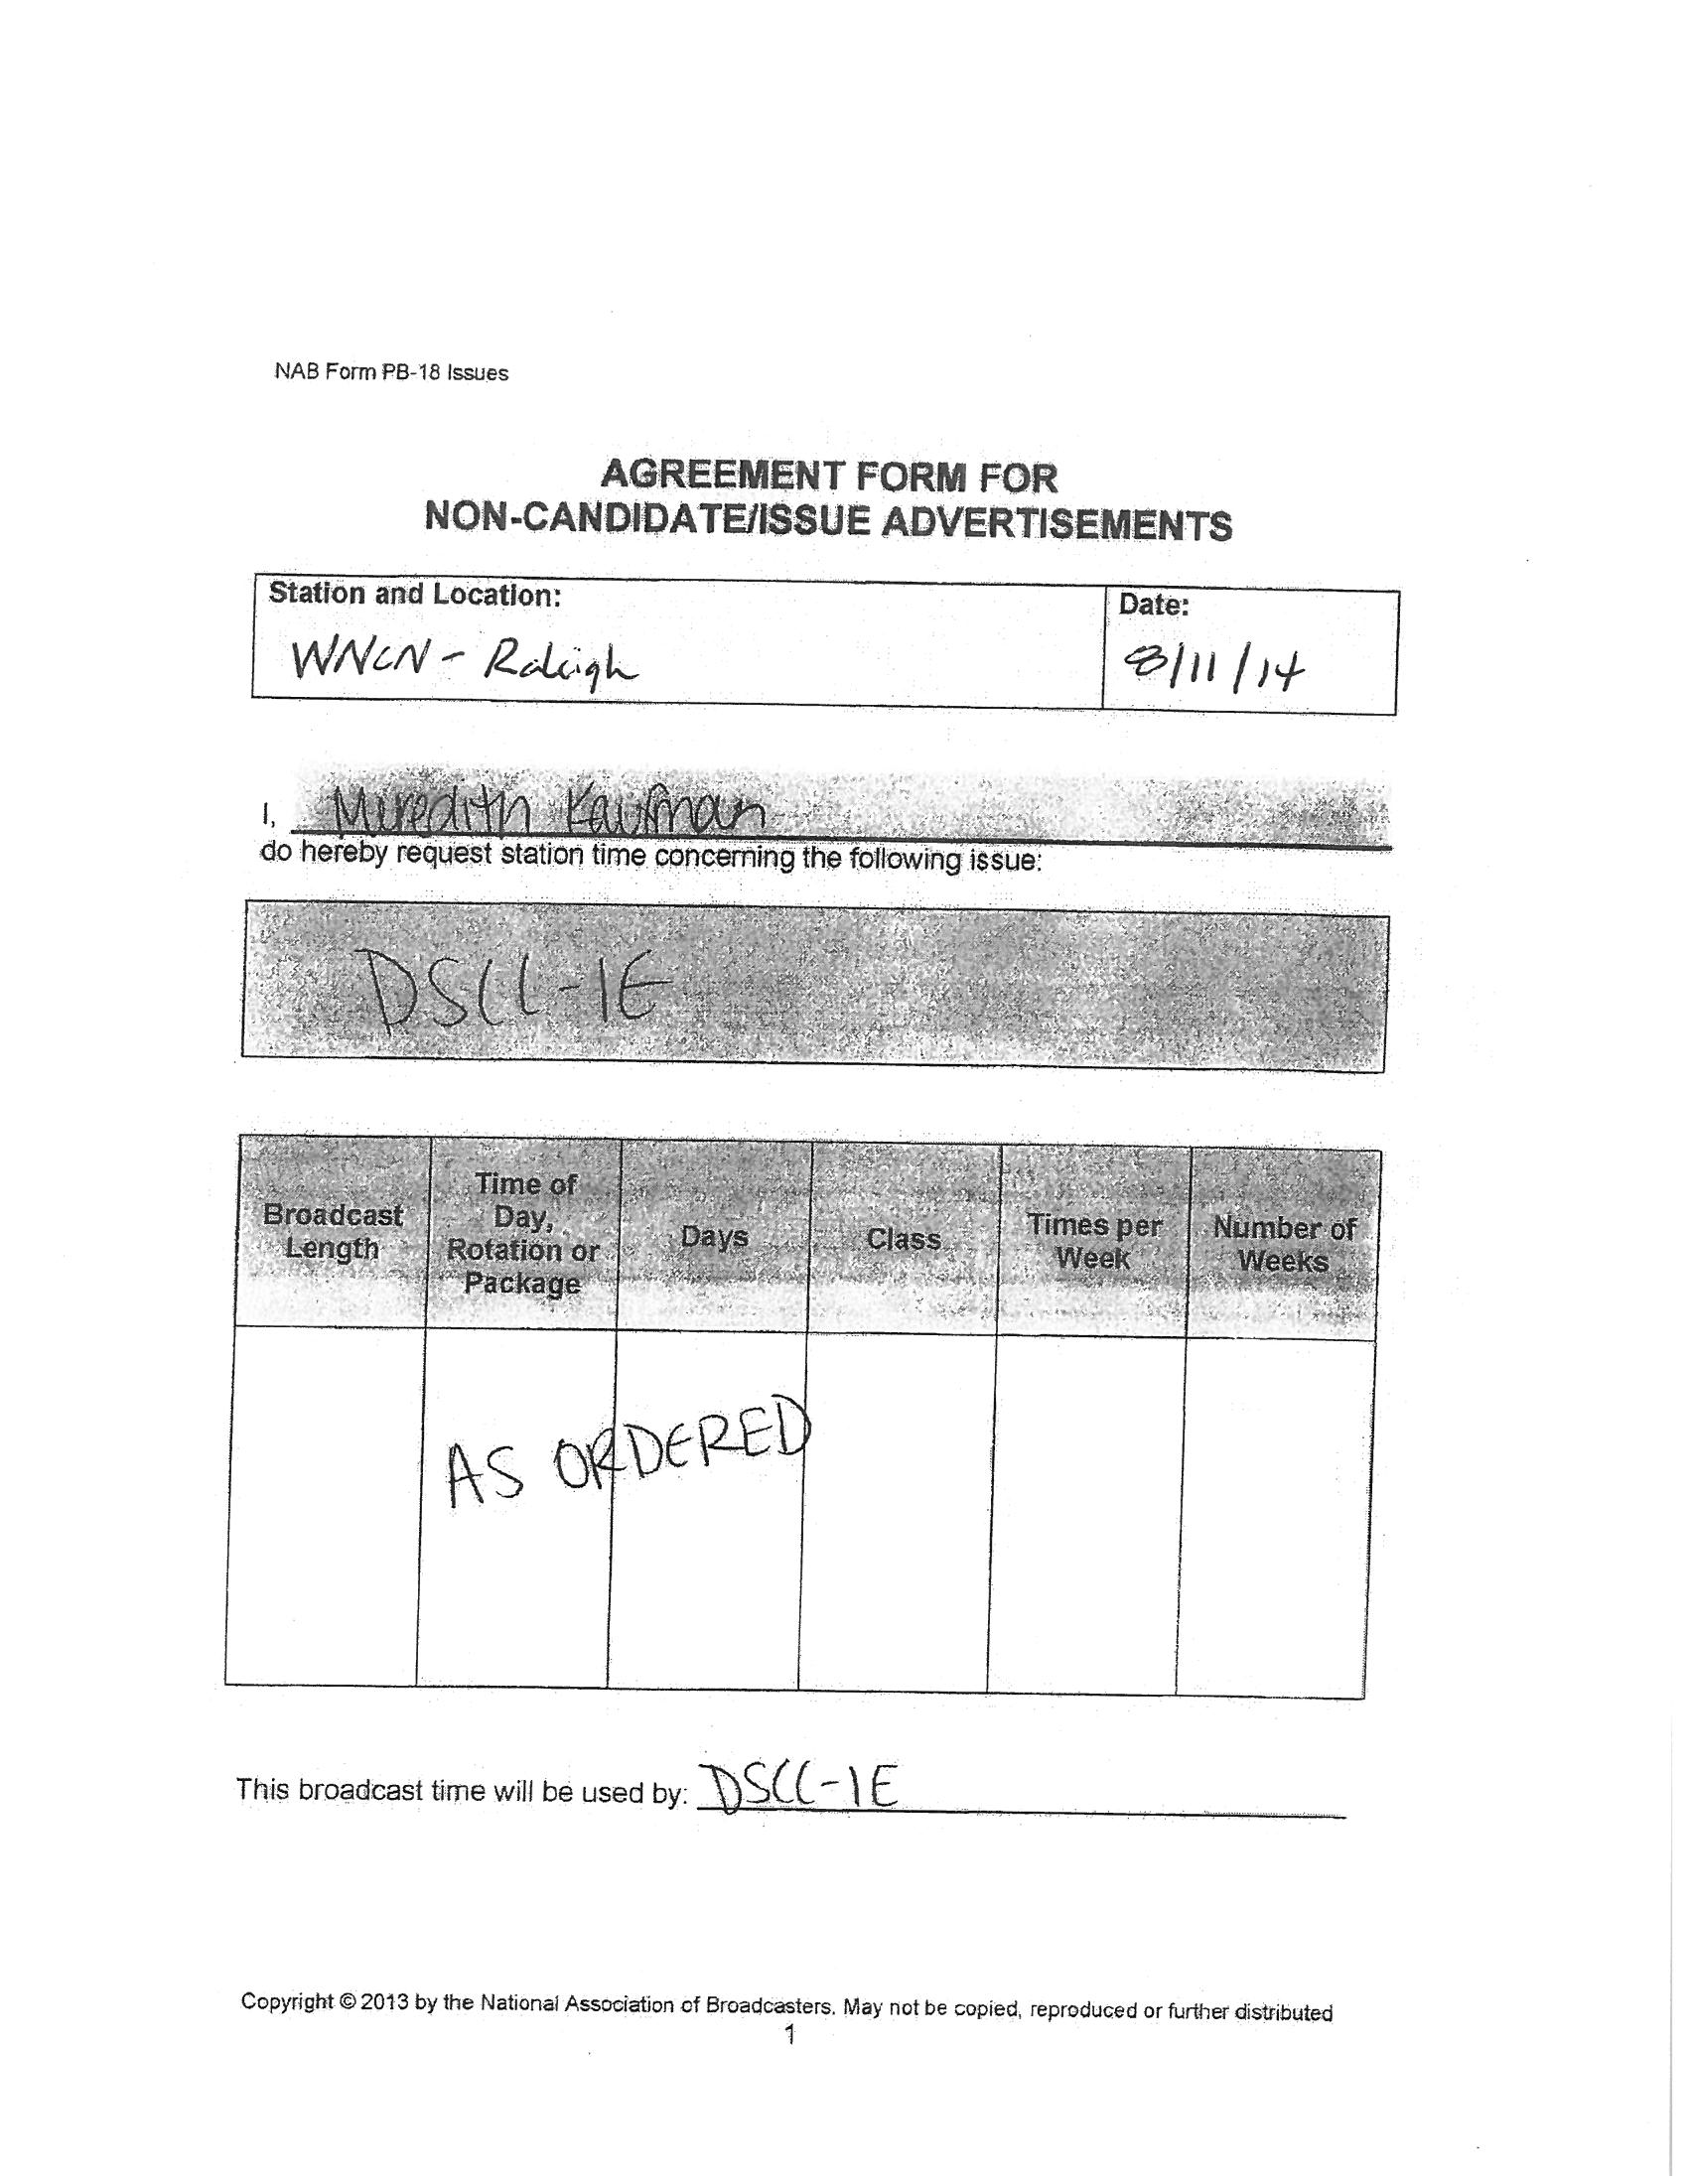 NAB Form PB-18 Issues
AGREEMENT FORM FOR
NON-CANDIDATE/ISSUE ADVERTISEMENTS
Station and Location:
Date:
WNCN - Raleigh
8/11/14
I, Meredith Kaufman
do hereby request station time concerning the following issue:
DSCC-IE
Broadcast Length
Time of Day, Rotation or Package
Days
Class
Times per Week
Number of Weeks
AS ORDERED
This broadcast time will be used by: DSCC-IE
Copyright © 2013 by the National Association of Broadcasters. May not be copied, reproduced or further distributed
1